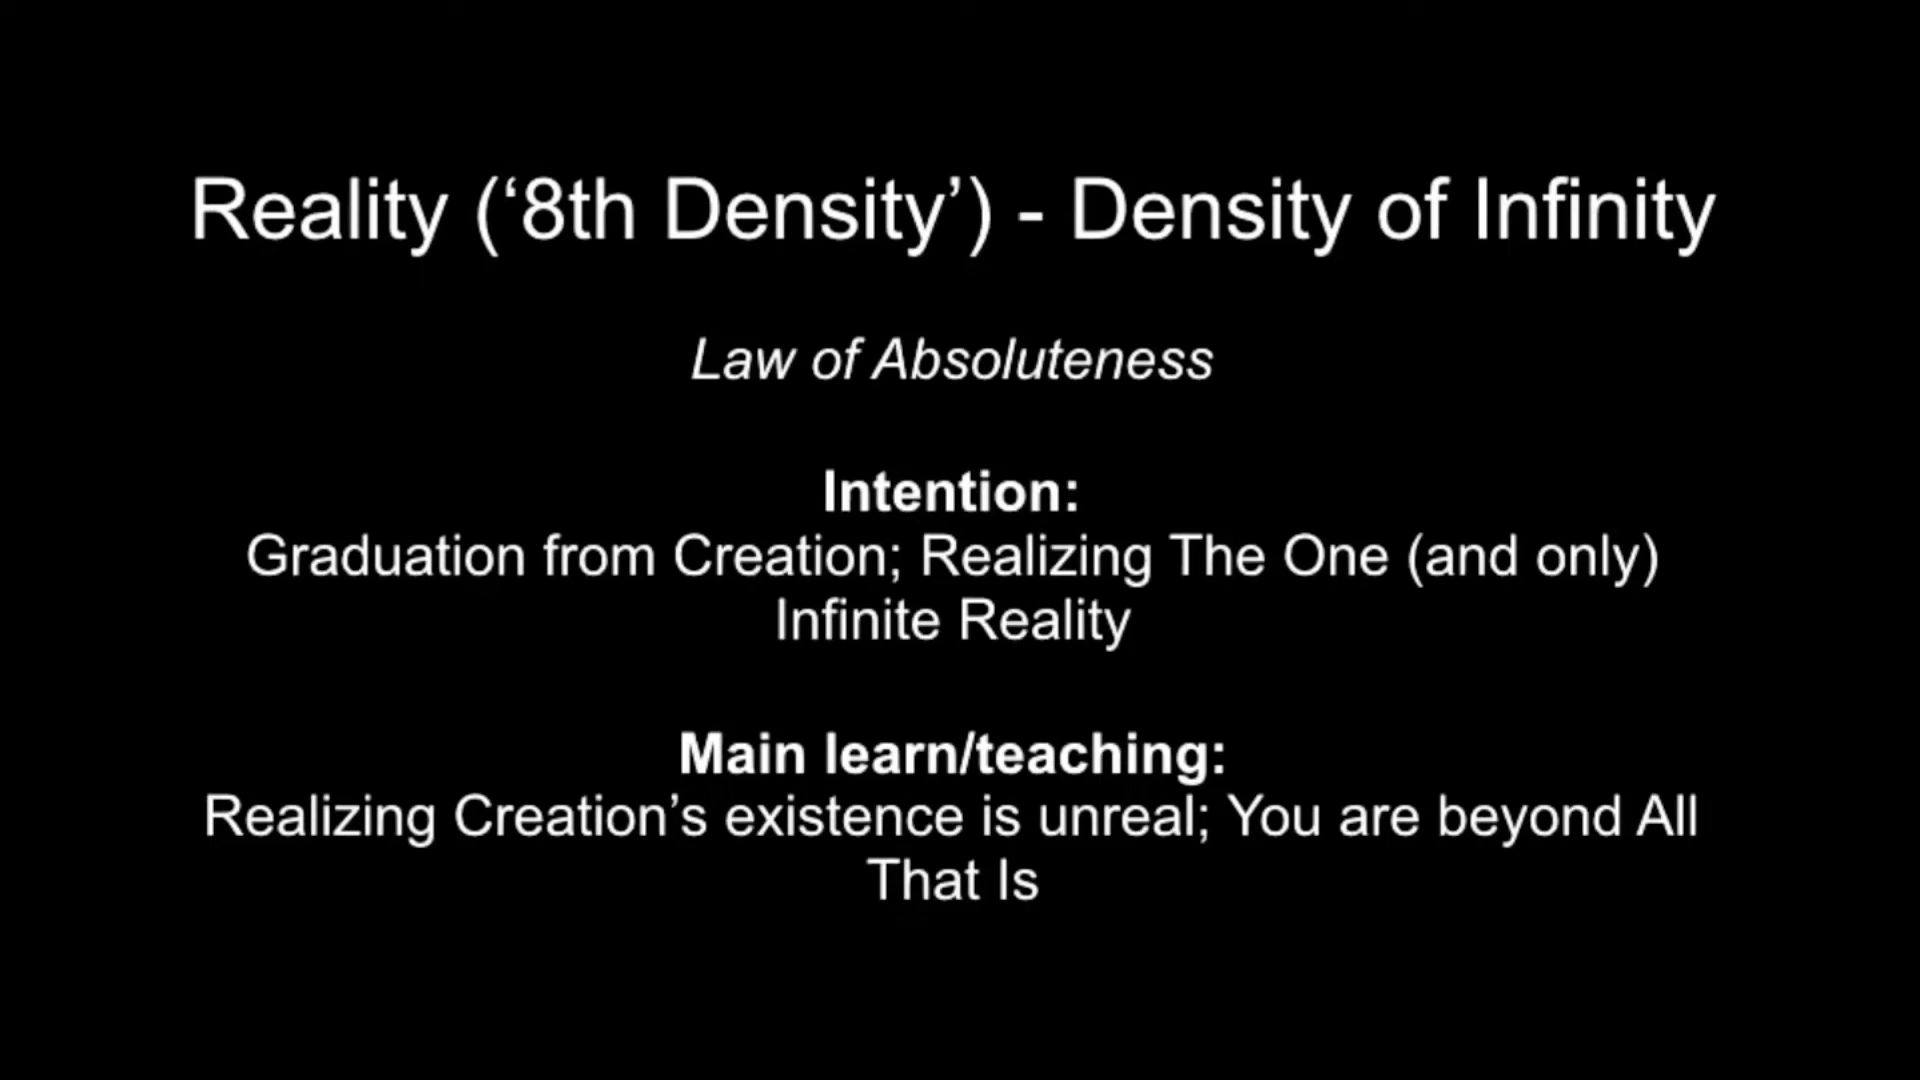 Reality (‘8th Density’) - Density of Infinity
Law of Absoluteness
Intention:
Graduation from Creation; Realizing The One (and only)
Infinite Reality
Main learn/teaching:
Realizing Creation’s existence is unreal; You are beyond All
That Is